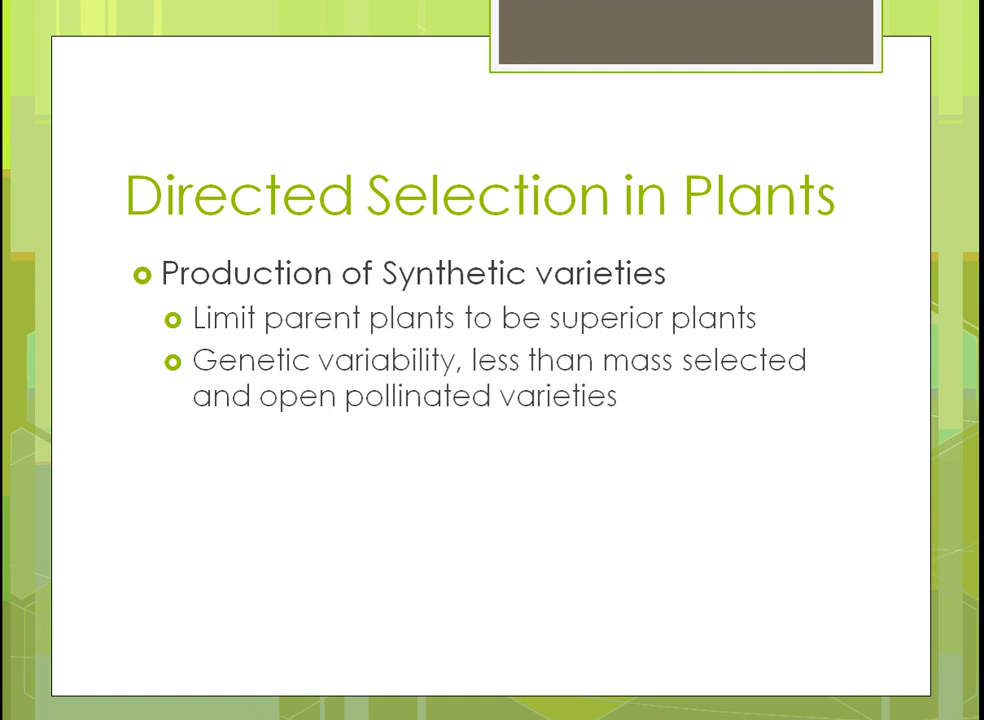 Directed Selection in Plants
Production of Synthetic varieties
Limit parent plants to be superior plants
Genetic variability, less than mass selected
and open pollinated varieties